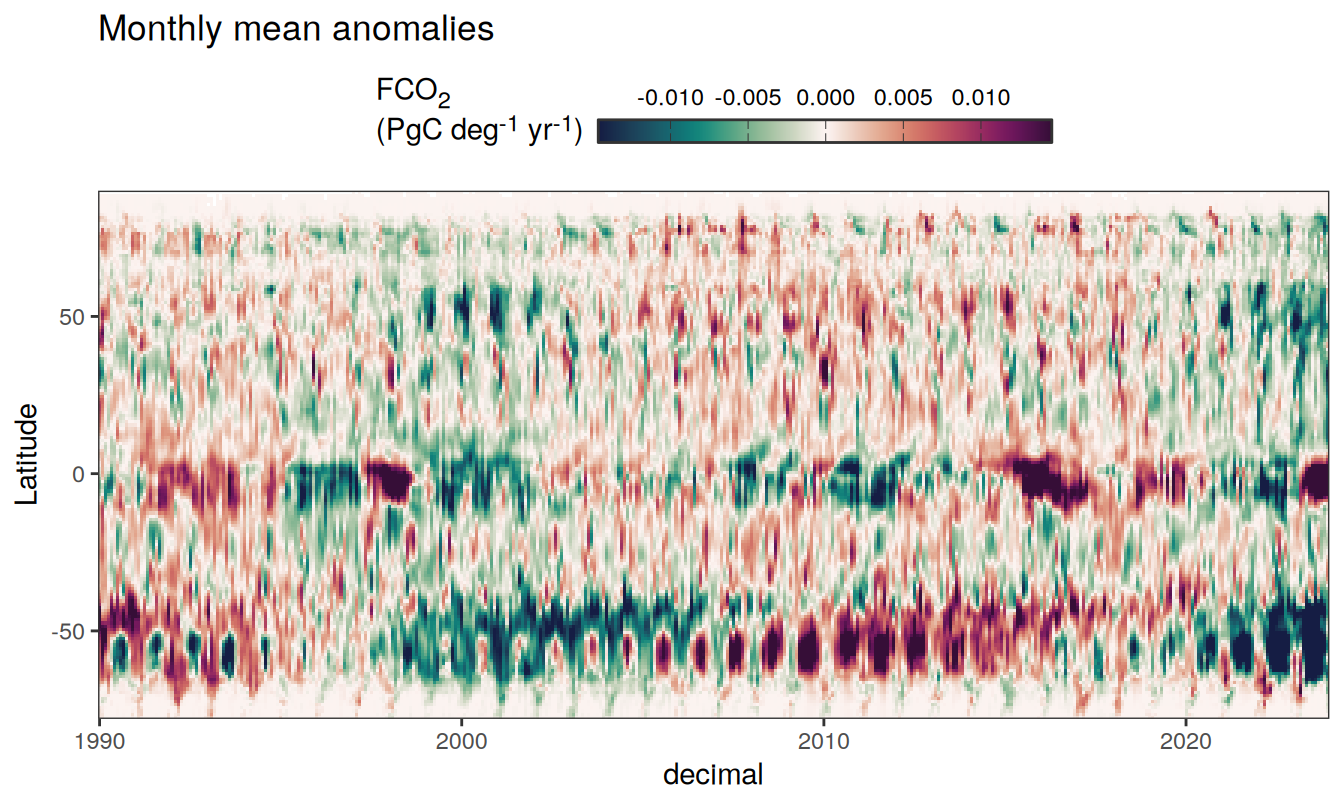 Monthly mean anomalies
FCO₂
(PgC deg⁻¹ yr⁻¹)
-0.010 -0.005 0.000 0.005 0.010
Latitude
50
0
-50
1990 2000 2010 2020
decimal